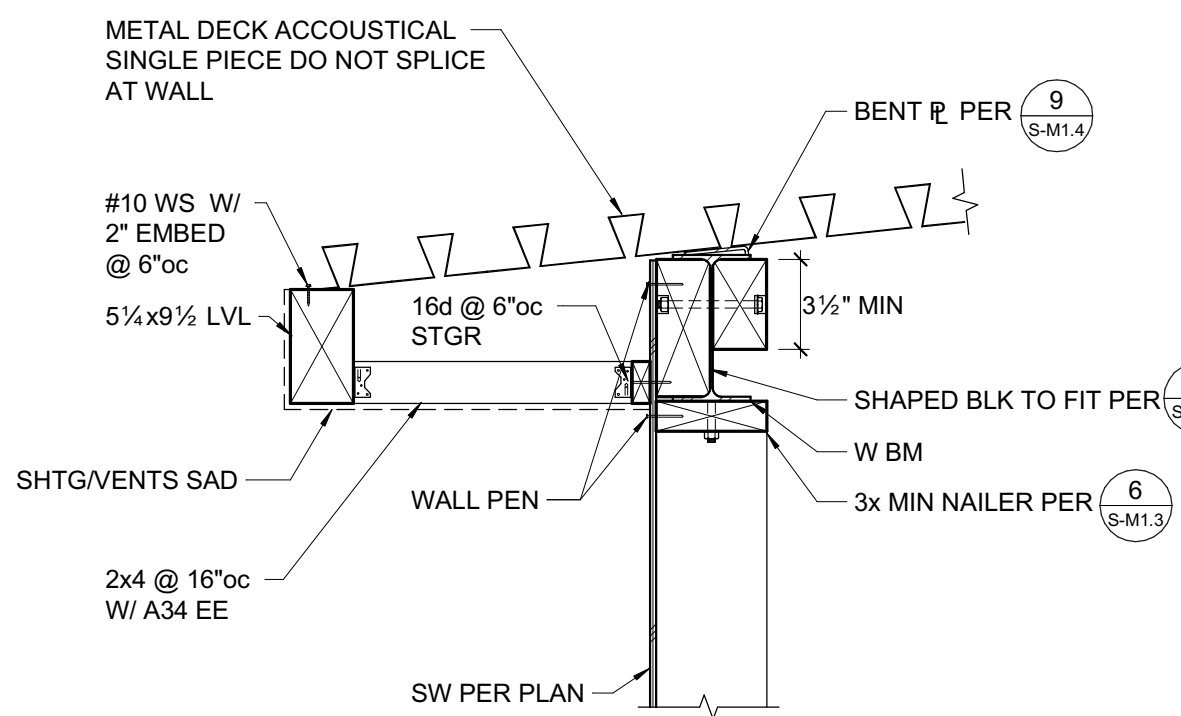 METAL DECK ACCOUSTICAL
SINGLE PIECE DO NOT SPLICE
AT WALL
BENT ⅊ PER
9
S-M1.4
#10 WS W/
2" EMBED
@ 6"oc
5¼x9½ LVL
16d @ 6"oc
STGR
3½" MIN
SHAPED BLK TO FIT PER
S
W BM
SHTG/VENTS SAD
WALL PEN
3x MIN NAILER PER
6
S-M1.3
2x4 @ 16"oc
W/ A34 EE
SW PER PLAN